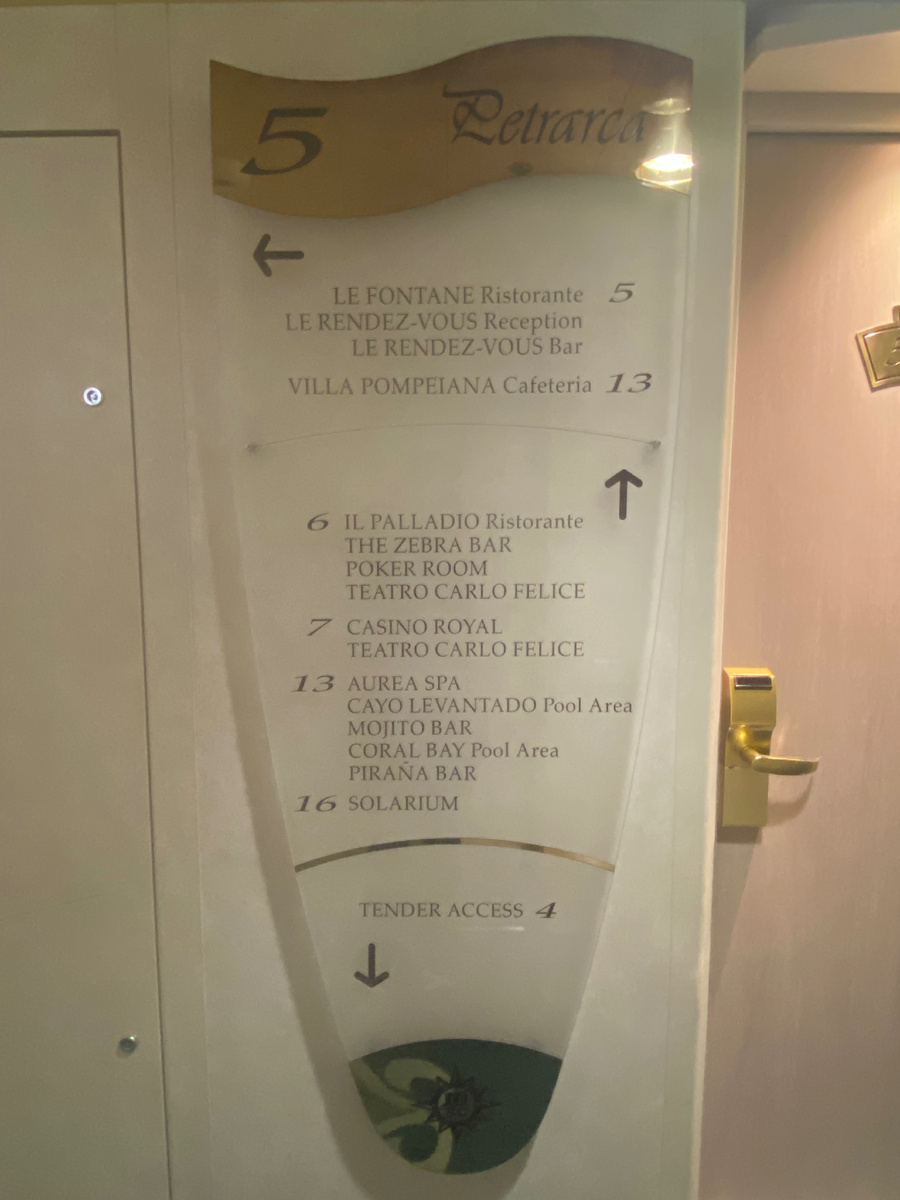 5 Petrarca
←
LE FONTANE Ristorante 5
LE RENDEZ-VOUS Reception
LE RENDEZ-VOUS Bar
VILLA POMPEIANA Cafeteria 13
↑
6 IL PALLADIO Ristorante
THE ZEBRA BAR
POKER ROOM
TEATRO CARLO FELICE
7 CASINO ROYAL
TEATRO CARLO FELICE
13 AUREA SPA
CAYO LEVANTADO Pool Area
MOJITO BAR
CORAL BAY Pool Area
PIRAÑA BAR
16 SOLARIUM
TENDER ACCESS 4
↓